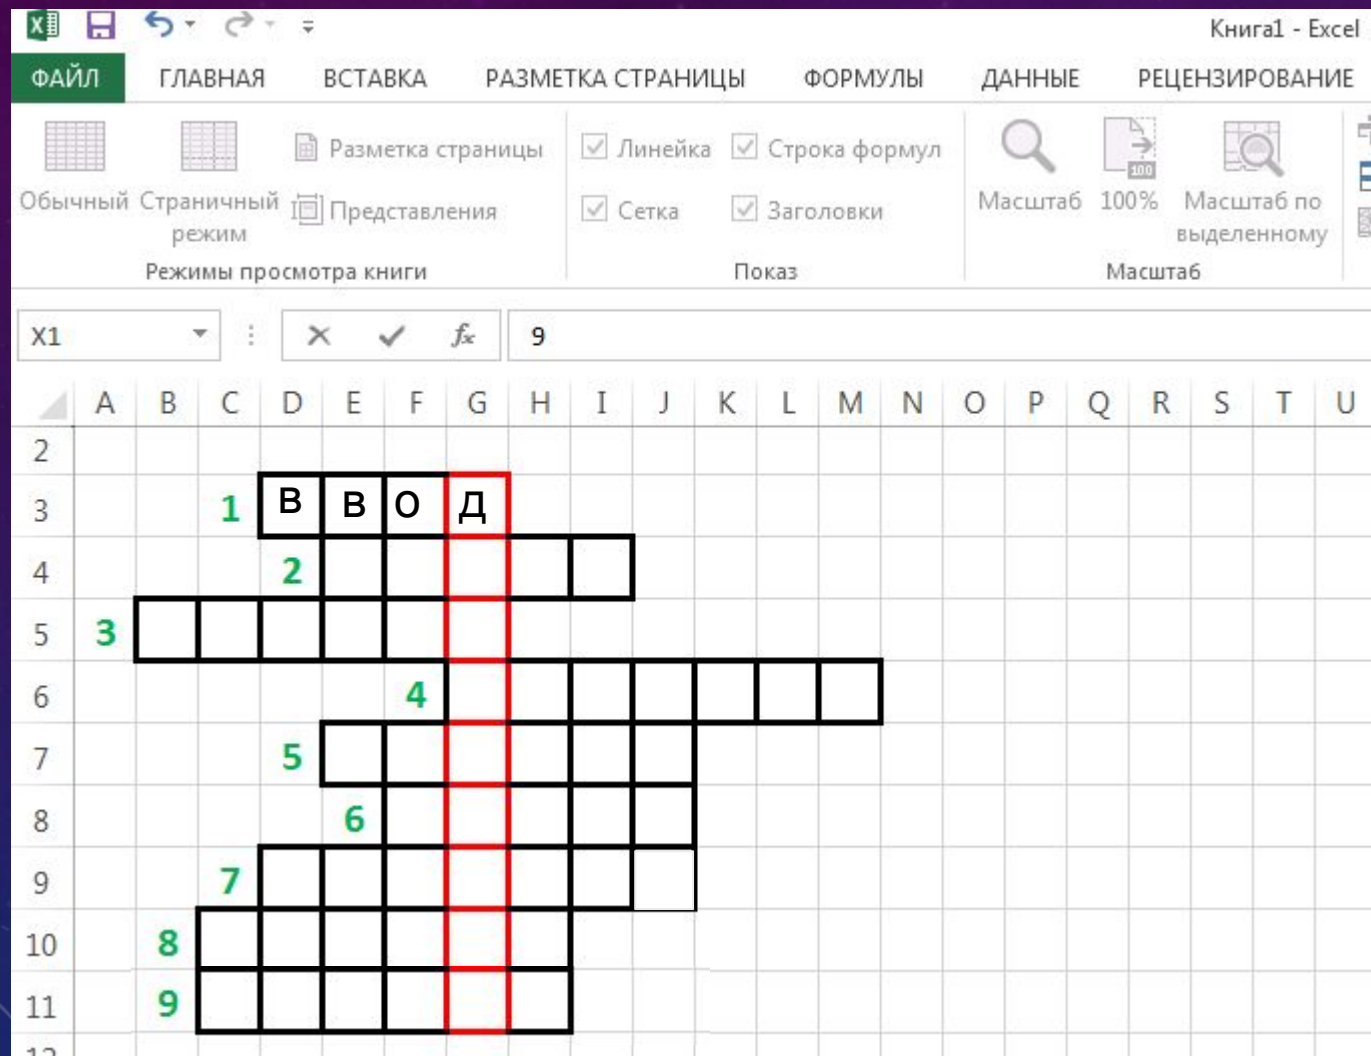 Книга1 - Excel
ФАЙЛ ГЛАВНАЯ ВСТАВКА РАЗМЕТКА СТРАНИЦЫ ФОРМУЛЫ ДАННЫЕ РЕЦЕНЗИРОВАНИЕ
Обычный
Страничный
режим
Разметка страницы
Представления
Режимы просмотра книги
Линейка
Строка формул
Сетка
Заголовки
Показ
Масштаб
100
100%
Масштаб по
выделенному
Масштаб
X1 fx 9
A B C D E F G H I J K L M N O P Q R S T U
2
3 1 В В О Д
4 2
5 3
6 4
7 5
8 6
9 7
10 8
11 9